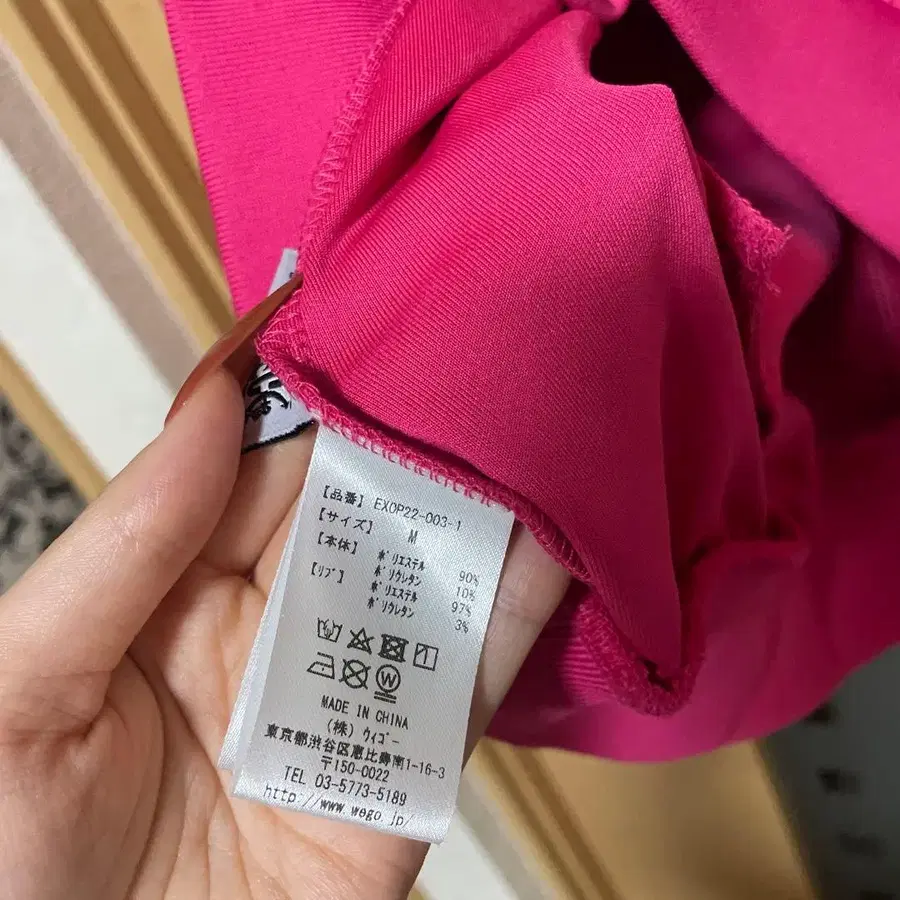 【品番】 EXOP22-003-1
【サイズ】 M
【本体】 ポリエステル 90%
ポリウレタン 10%
【リブ】 ポリエステル 97%
ポリウレタン 3%
W
MADE IN CHINA
(株) ウィゴー
東京都渋谷区恵比壽南1-16-3
〒150-0022
TEL 03-5773-5189
http://www.wego.jp/